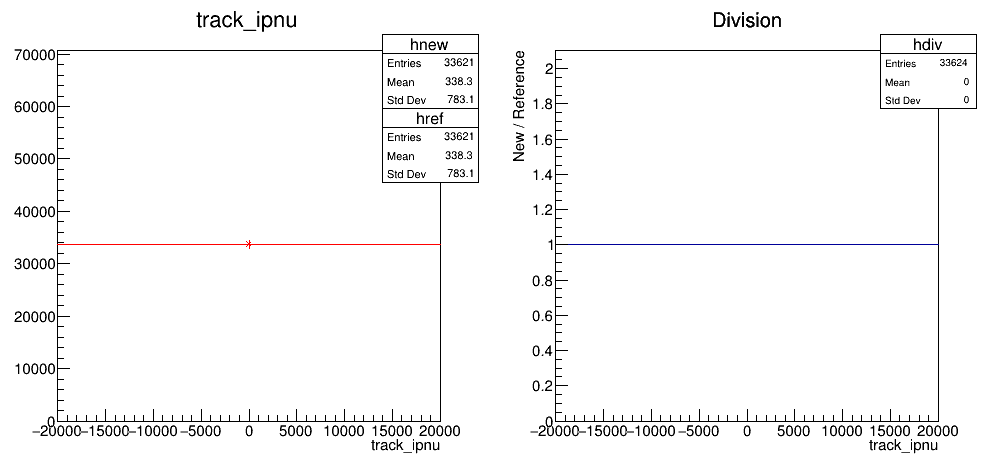 track_ipnu
hnew
Entries 33621
Mean 338.3
Std Dev 783.1
href
Entries 33621
Mean 338.3
Std Dev 783.1
70000
60000
50000
40000
30000
20000
10000
0
−20000 −15000 −10000 −5000 0 5000 10000 15000 20000
track_ipnu
Division
hdiv
Entries 33624
Mean 0
Std Dev 0
New / Reference
2
1.8
1.6
1.4
1.2
1
0.8
0.6
0.4
0.2
0
−20000 −15000 −10000 −5000 0 5000 10000 15000 20000
track_ipnu